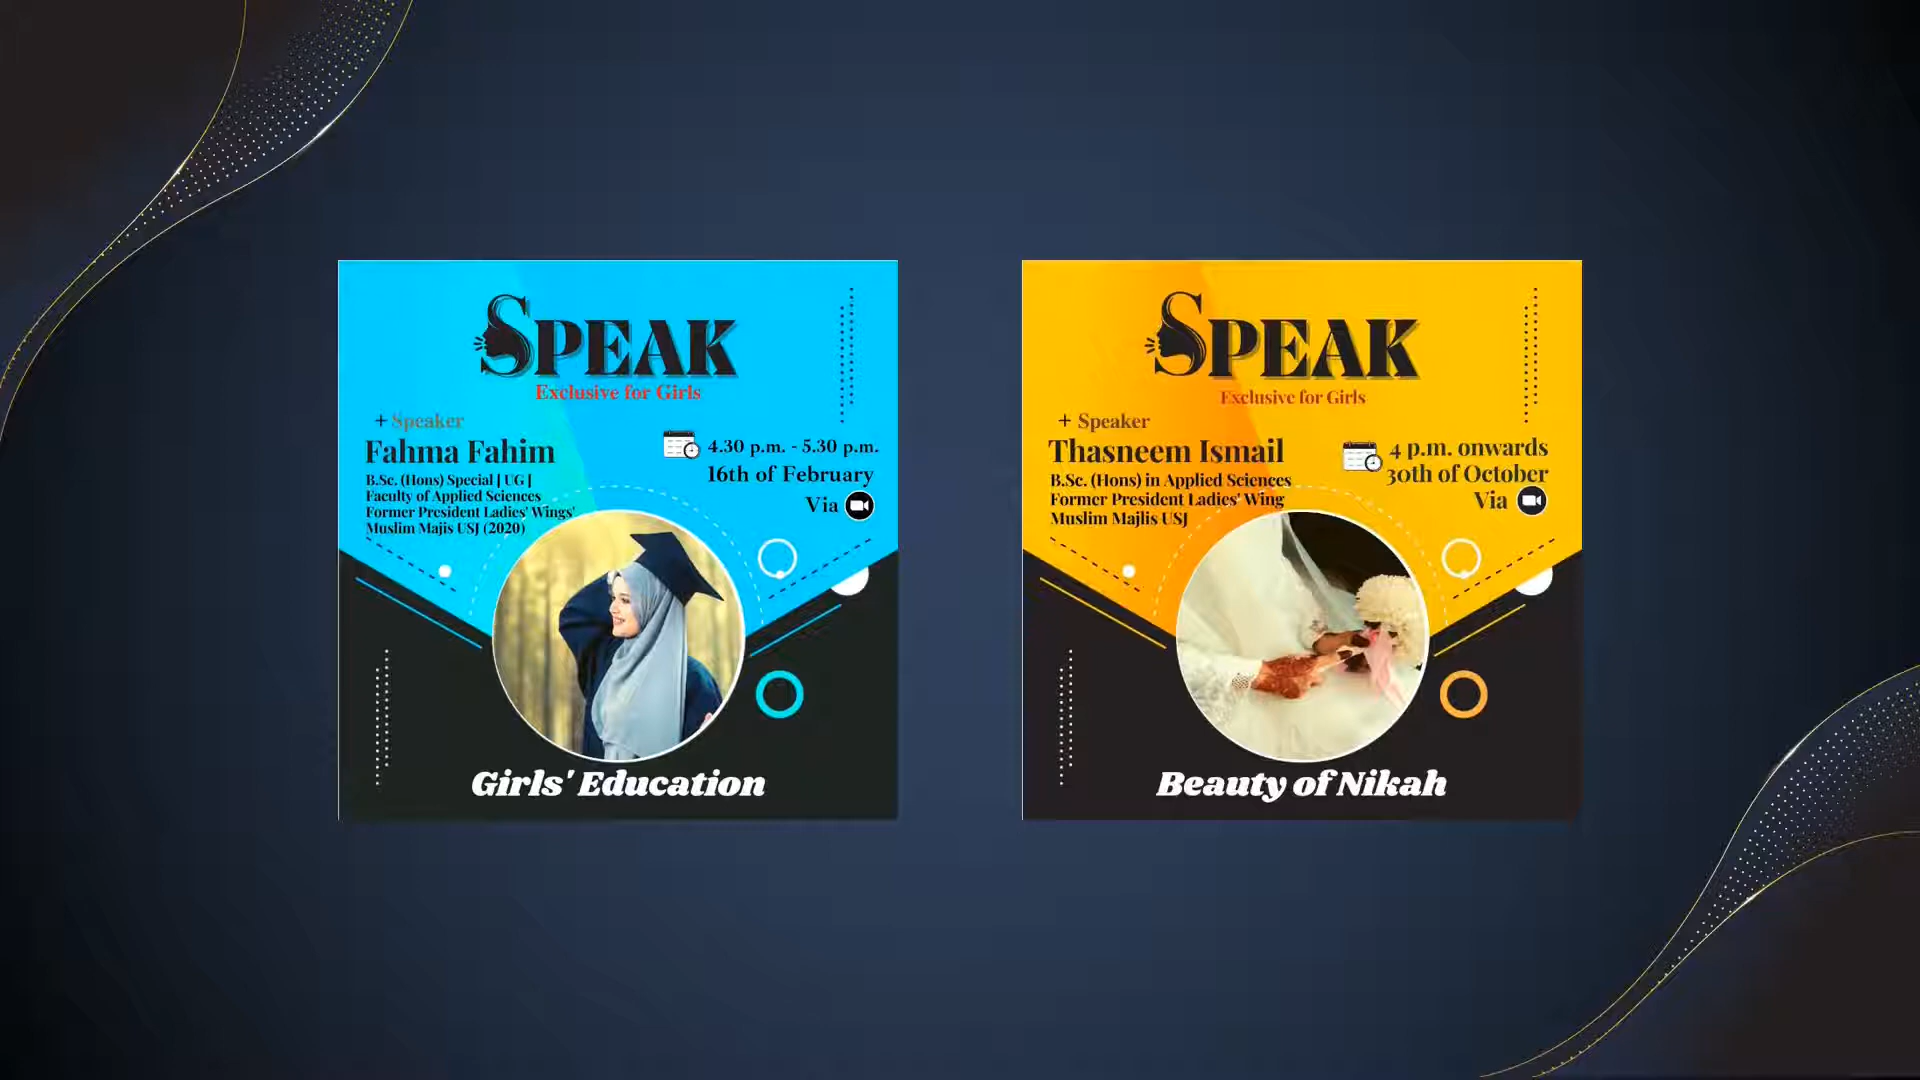 SPEAK
Exclusive for Girls
+ Speaker
Fahma Fahim
B.Sc. (Hons) Special [ UG ]
Faculty of Applied Sciences
Former President Ladies' Wings'
Muslim Majis USJ (2020)
4.30 p.m. - 5.30 p.m.
16th of February
Via
Girls' Education
SPEAK
Exclusive for Girls
+ Speaker
Thasneem Ismail
B.Sc. (Hons) in Applied Sciences
Former President Ladies' Wing
Muslim Majlis USJ
4 p.m. onwards
30th of October
Via
Beauty of Nikah